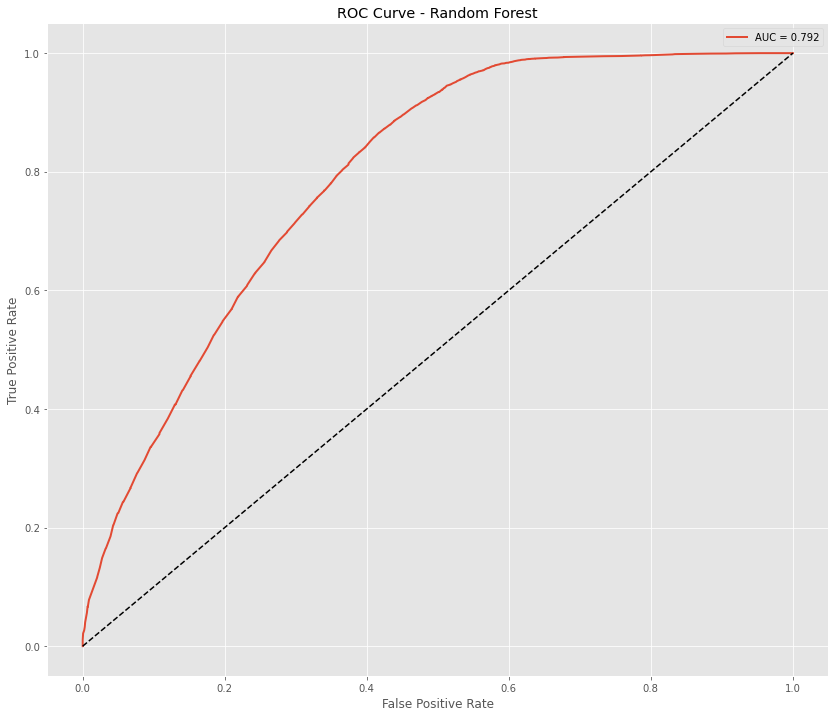 ROC Curve - Random Forest
AUC = 0.792
True Positive Rate
1.0
0.8
0.6
0.4
0.2
0.0
0.0 0.2 0.4 0.6 0.8 1.0
False Positive Rate